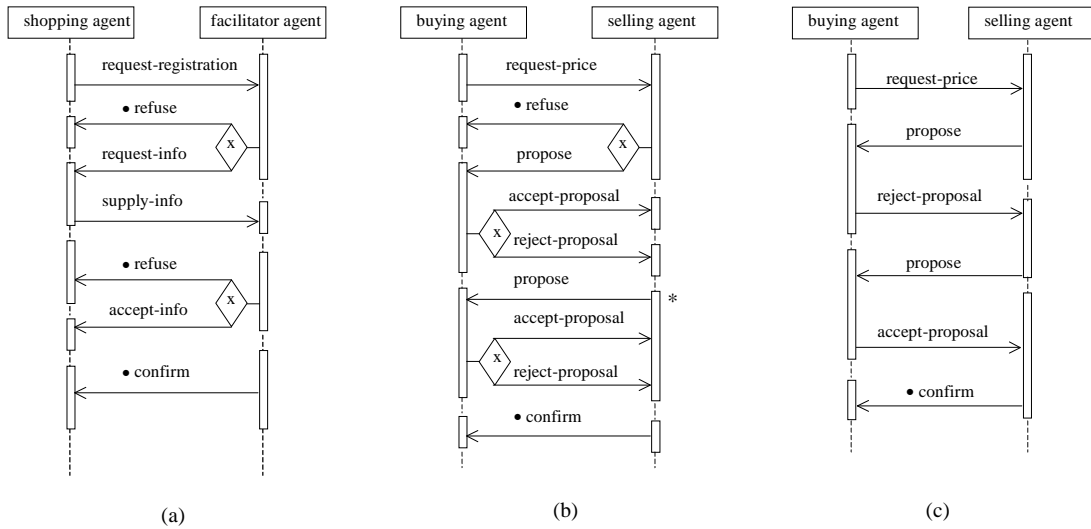 shopping agent
facilitator agent
request-registration
• refuse
x
request-info
supply-info
• refuse
x
accept-info
• confirm
(a)
buying agent
selling agent
request-price
• refuse
x
propose
accept-proposal
x
reject-proposal
propose
*
accept-proposal
x
reject-proposal
• confirm
(b)
buying agent
selling agent
request-price
propose
reject-proposal
propose
accept-proposal
• confirm
(c)